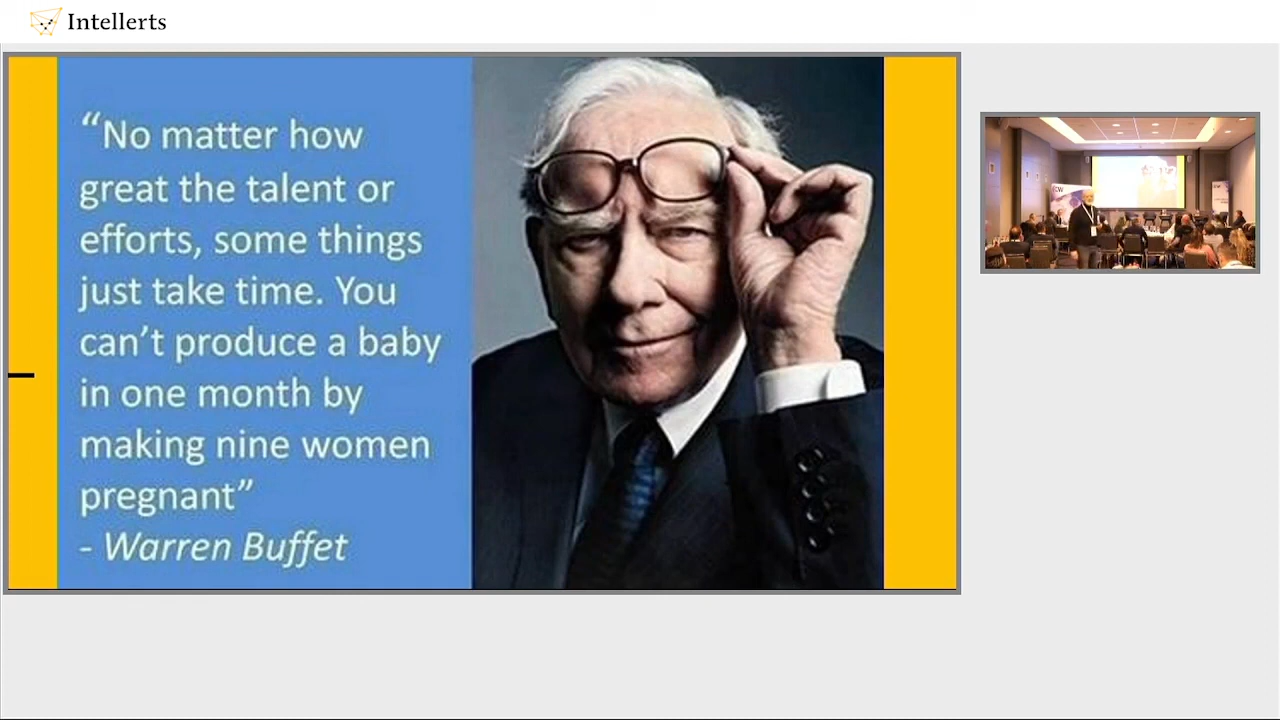 Intellerts
“No matter how
great the talent or
efforts, some things
just take time. You
can’t produce a baby
in one month by
making nine women
pregnant”
- Warren Buffet